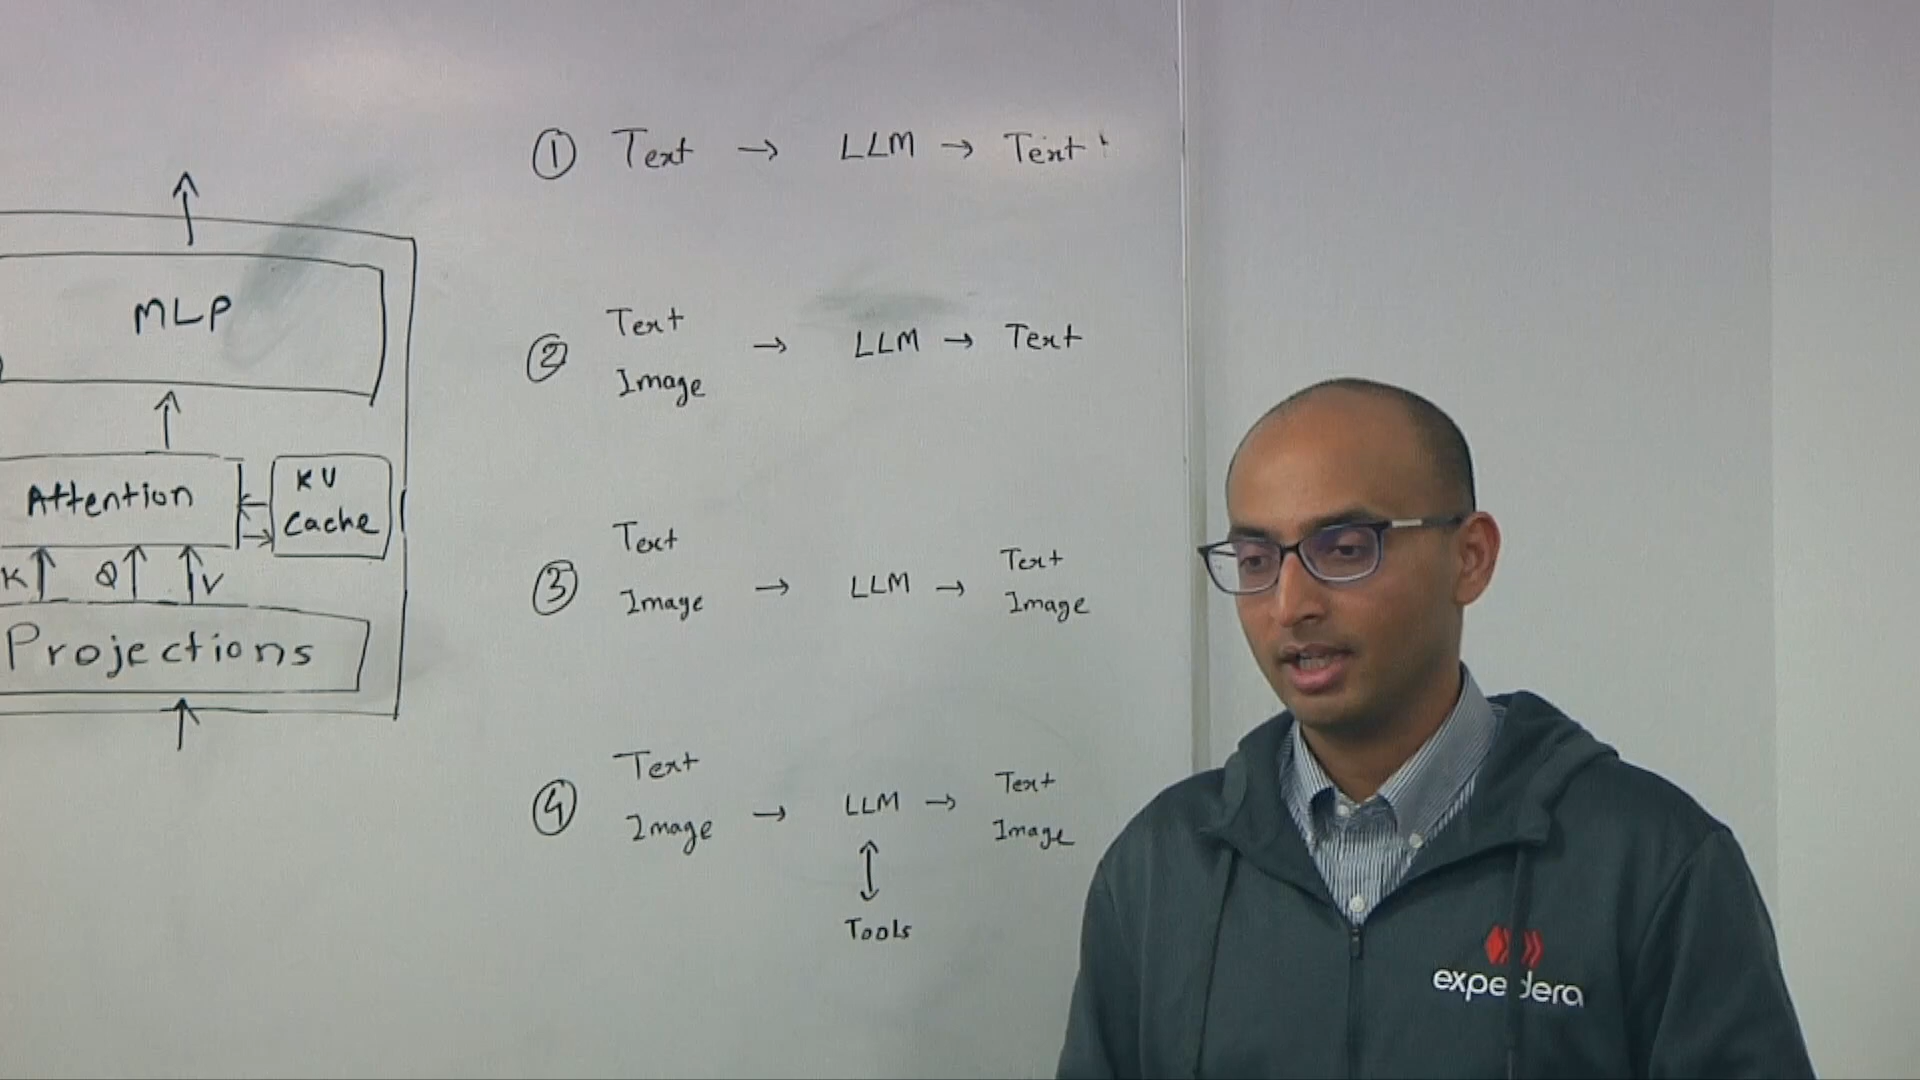 MLP
Attention
KV
Cache
K Q V
Projections
① Text → LLM → Text
② Text
Image → LLM → Text
③ Text
Image → LLM → Text
Image
④ Text
Image → LLM → Text
Image
Tools
expedera